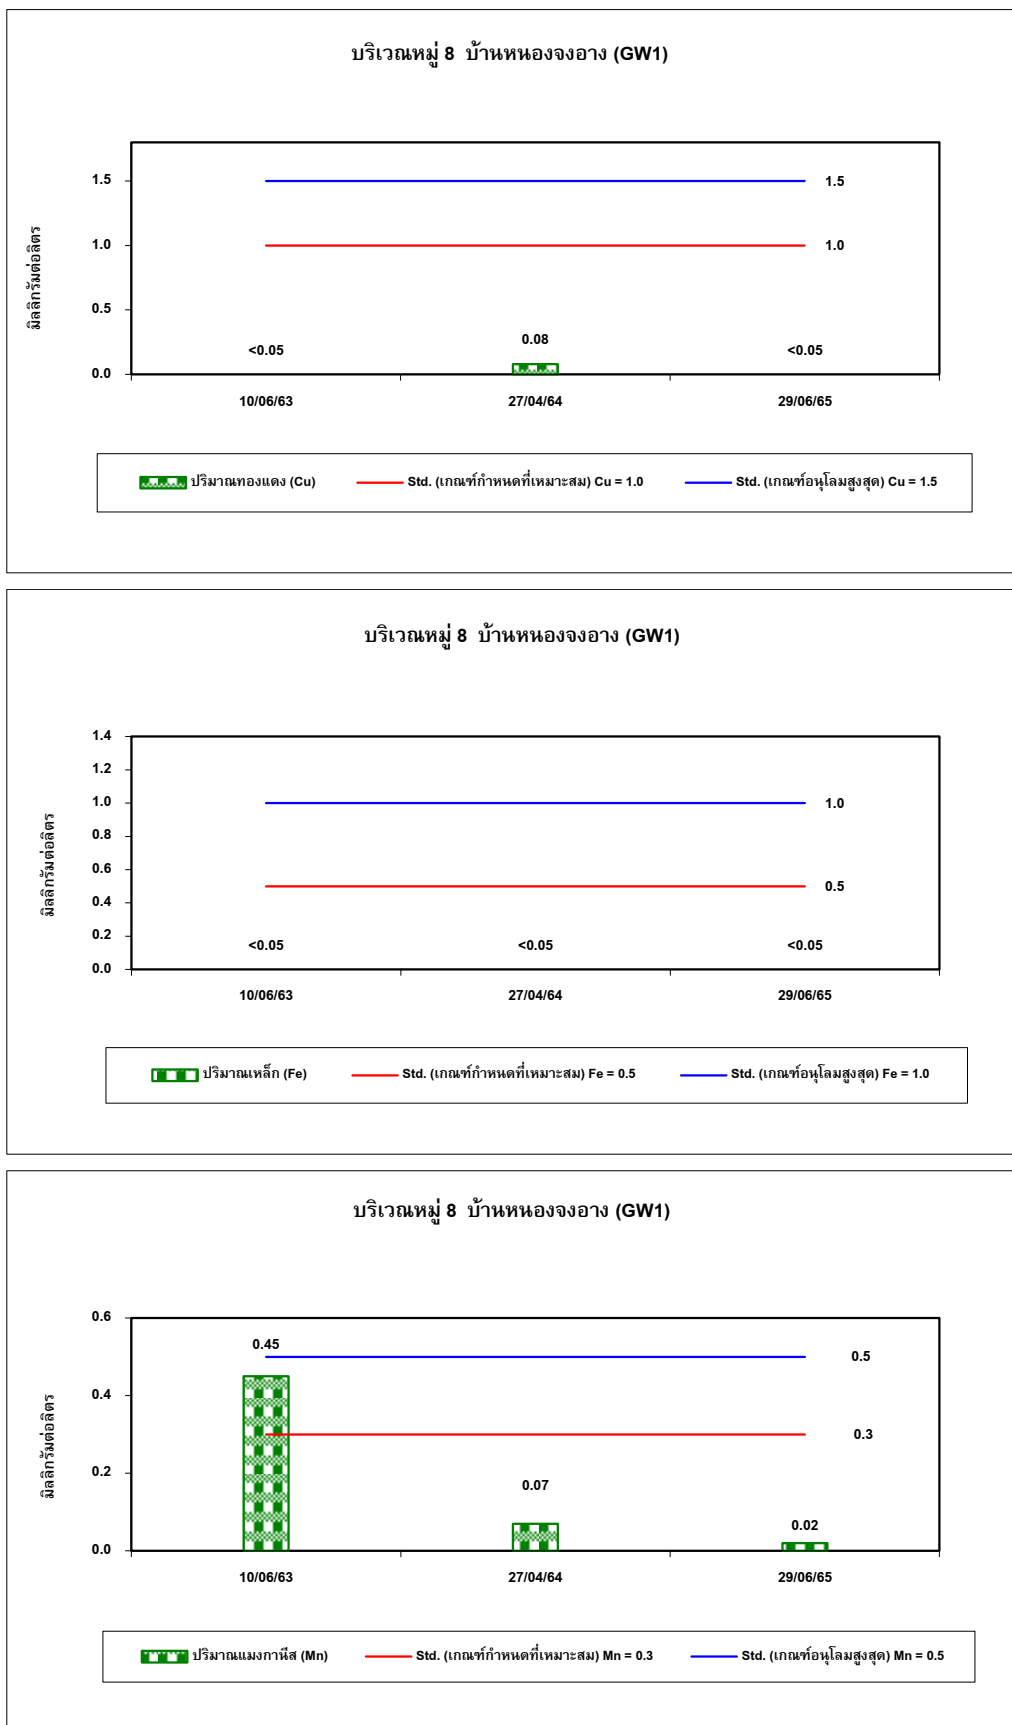 บริเวณหมู่ 8 บ้านหนองจงอาง (GW1)
มิลลิกรัมต่อลิตร
1.5
1.0
0.5
0.0
1.5
1.0
<0.05
0.08
<0.05
10/06/63
27/04/64
29/06/65
ปริมาณทองแดง (Cu)
Std. (เกณฑ์กำหนดที่เหมาะสม) Cu = 1.0
Std. (เกณฑ์อนุโลมสูงสุด) Cu = 1.5
บริเวณหมู่ 8 บ้านหนองจงอาง (GW1)
มิลลิกรัมต่อลิตร
1.4
1.2
1.0
0.8
0.6
0.4
0.2
0.0
1.0
0.5
<0.05
<0.05
<0.05
10/06/63
27/04/64
29/06/65
ปริมาณเหล็ก (Fe)
Std. (เกณฑ์กำหนดที่เหมาะสม) Fe = 0.5
Std. (เกณฑ์อนุโลมสูงสุด) Fe = 1.0
บริเวณหมู่ 8 บ้านหนองจงอาง (GW1)
มิลลิกรัมต่อลิตร
0.6
0.4
0.2
0.0
0.45
0.5
0.3
0.07
0.02
10/06/63
27/04/64
29/06/65
ปริมาณแมงกานีส (Mn)
Std. (เกณฑ์กำหนดที่เหมาะสม) Mn = 0.3
Std. (เกณฑ์อนุโลมสูงสุด) Mn = 0.5